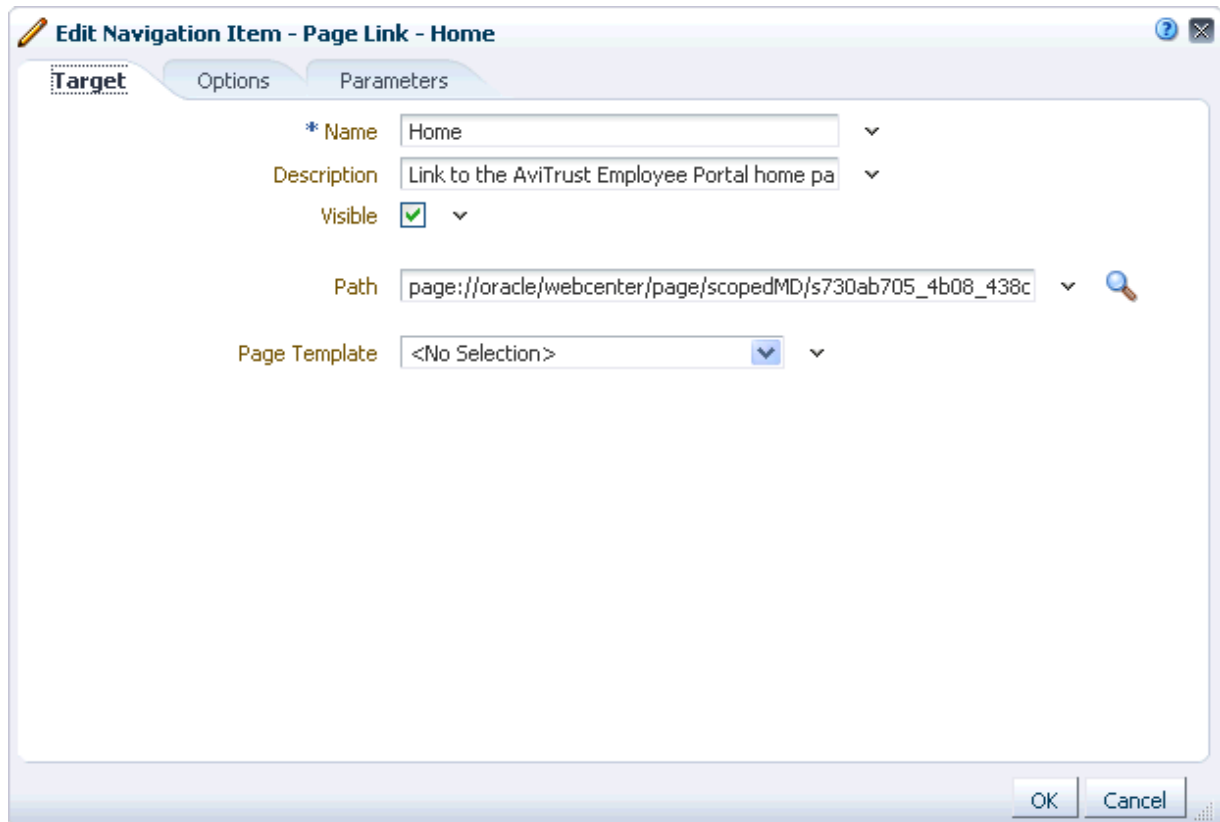 Edit Navigation Item - Page Link - Home
Target Options Parameters
* Name Home
Description Link to the AviTrust Employee Portal home pa
Visible
Path page://oracle/webcenter/page/scopedMD/s730ab705_4b08_438c
Page Template <No Selection>
OK Cancel